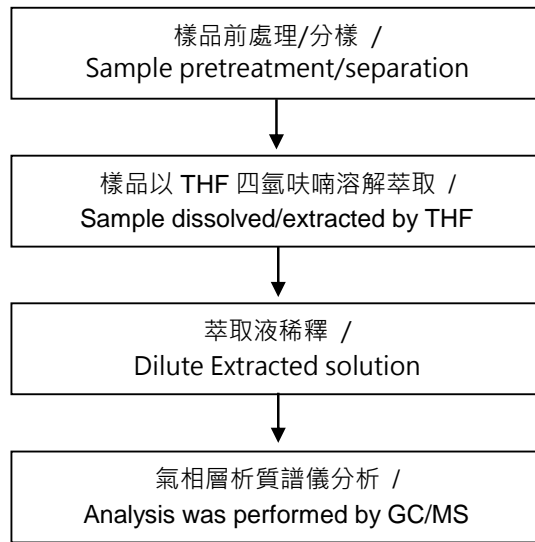 樣品前處理/分樣 /
Sample pretreatment/separation
樣品以 THF 四氫呋喃溶解萃取 /
Sample dissolved/extracted by THF
萃取液稀釋 /
Dilute Extracted solution
氣相層析質譜儀分析 /
Analysis was performed by GC/MS